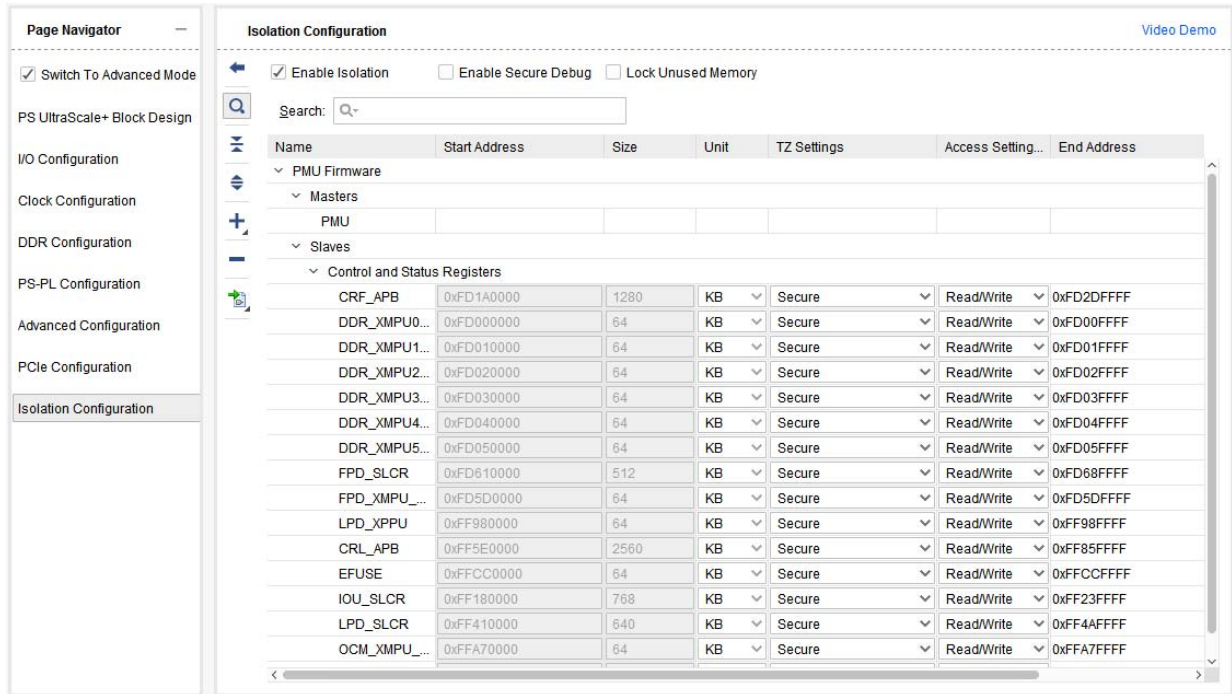 Page Navigator —
Switch To Advanced Mode
PS UltraScale+ Block Design
I/O Configuration
Clock Configuration
DDR Configuration
PS-PL Configuration
Advanced Configuration
PCIe Configuration
Isolation Configuration
Isolation Configuration Video Demo
Enable Isolation Enable Secure Debug Lock Unused Memory
Search:
Name Start Address Size Unit TZ Settings Access Setting... End Address
PMU Firmware
Masters
PMU
Slaves
Control and Status Registers
CRF_APB 0xFD1A0000 1280 KB Secure Read/Write 0xFD2DFFFF
DDR_XMPU0... 0xFD000000 64 KB Secure Read/Write 0xFD00FFFF
DDR_XMPU1... 0xFD010000 64 KB Secure Read/Write 0xFD01FFFF
DDR_XMPU2... 0xFD020000 64 KB Secure Read/Write 0xFD02FFFF
DDR_XMPU3... 0xFD030000 64 KB Secure Read/Write 0xFD03FFFF
DDR_XMPU4... 0xFD040000 64 KB Secure Read/Write 0xFD04FFFF
DDR_XMPU5... 0xFD050000 64 KB Secure Read/Write 0xFD05FFFF
FPD_SLCR 0xFD610000 512 KB Secure Read/Write 0xFD68FFFF
FPD_XMPU_... 0xFD5D0000 64 KB Secure Read/Write 0xFD5DFFFF
LPD_XPPU 0xFF980000 64 KB Secure Read/Write 0xFF98FFFF
CRL_APB 0xFF5E0000 2560 KB Secure Read/Write 0xFF85FFFF
EFUSE 0xFFCC0000 64 KB Secure Read/Write 0xFFCCFFFF
IOU_SLCR 0xFF180000 768 KB Secure Read/Write 0xFF23FFFF
LPD_SLCR 0xFF410000 640 KB Secure Read/Write 0xFF4AFFFF
OCM_XMPU_... 0xFFA70000 64 KB Secure Read/Write 0xFFA7FFFF